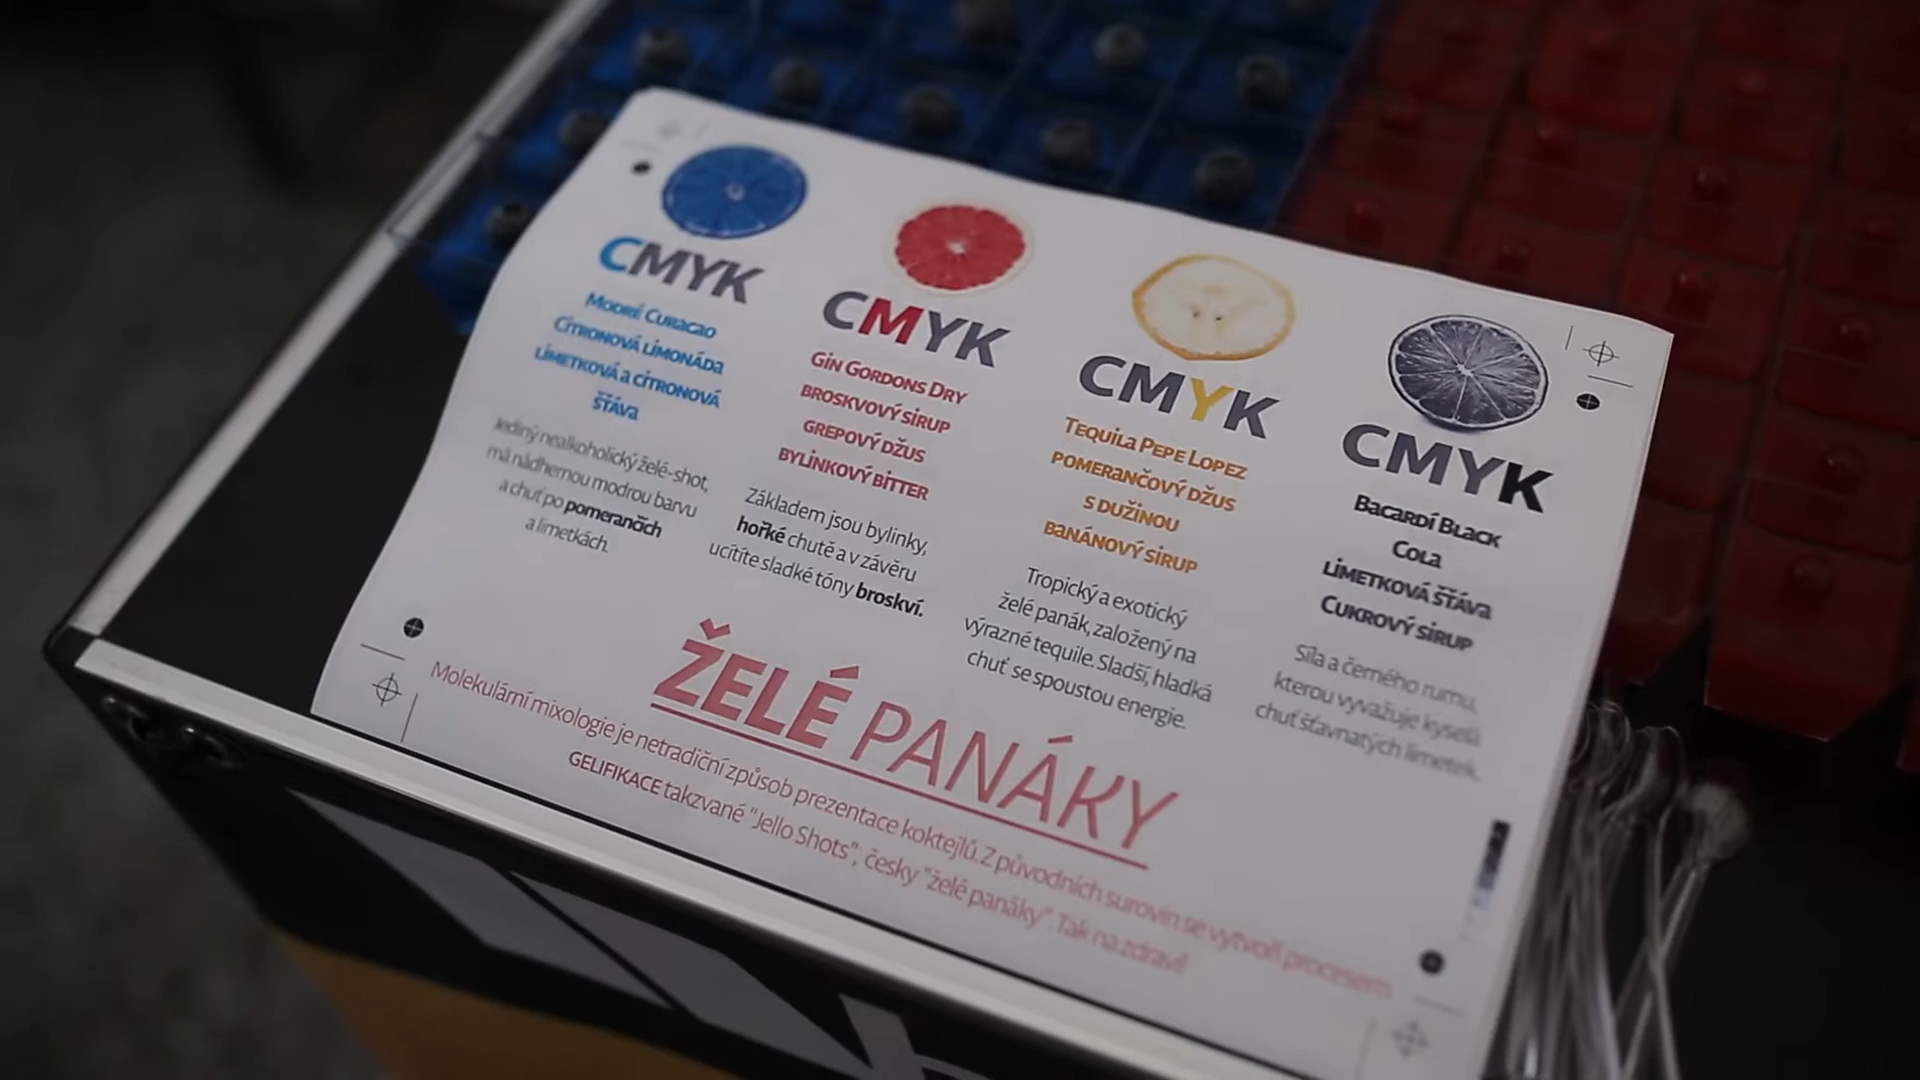 CMYK
Modré Curacao
Citronová limonáda
Limetková a citronová
šťáva
Jediný nealkoholický želé-shot,
má nádhernou modrou barvu
a chuť po pomerančích
a limetkách.
CMYK
Gin Gordons Dry
broskvový sirup
grepový džus
bylinkový bitter
Základem jsou bylinky,
hořké chutě a v závěru
ucítíte sladké tóny broskví.
CMYK
Tequila Pepe Lopez
pomerančový džus
s dužinou
banánový sirup
Tropický a exotický
želé panák, založený na
výrazné tequile. Sladší, hladká
chuť se spoustou energie.
CMYK
Bacardí Black
Cola
limetková šťáva
Cukrový sirup
Síla a černého rumu,
kterou vyvažuje kyselá
chuť šťavnatých limetek.
ŽELÉ PANÁKY
Molekulární mixologie je netradiční způsob prezentace koktejlů. Z původních surovin se vytvoří procesem
GELIFIKACE takzvané "Jello Shots", česky "želé panáky". Tak na zdraví!